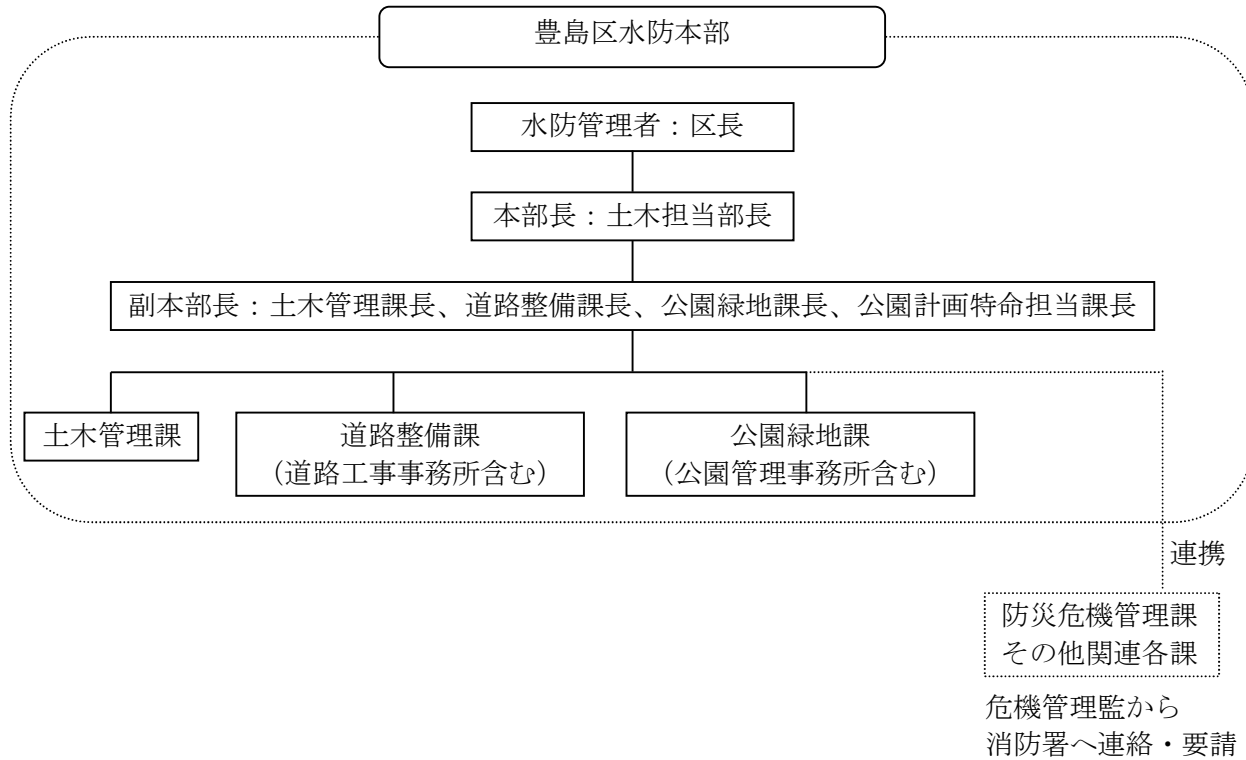 豊島区水防本部
水防管理者：区長
本部長：土木担当部長
副本部長：土木管理課長、道路整備課長、公園緑地課長、公園計画特命担当課長
土木管理課
道路整備課
（道路工事事務所含む）
公園緑地課
（公園管理事務所含む）
連携
防災危機管理課
その他関連各課
危機管理監から
消防署へ連絡・要請